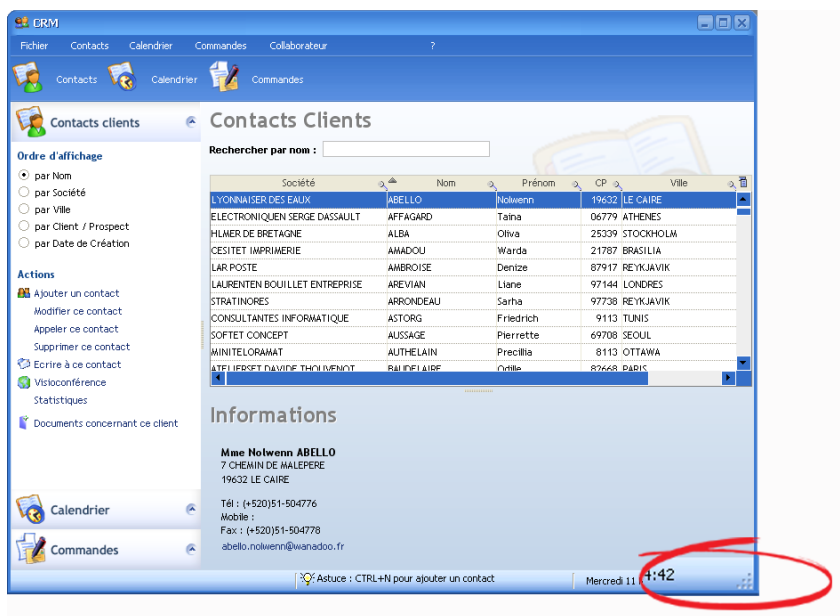 CRM
Fichier Contacts Calendrier Commandes Collaborateur ?
Contacts Calendrier Commandes
Contacts clients
Ordre d'affichage
par Nom
par Société
par Ville
par Client / Prospect
par Date de Création
Actions
Ajouter un contact
Modifier ce contact
Appeler ce contact
Supprimer ce contact
Ecrire à ce contact
Visioconférence
Statistiques
Documents concernant ce client
Calendrier
Commandes
Contacts Clients
Rechercher par nom :
Société Nom Prénom CP Ville
LYONNAISER DES EAUX ABELLO Nolwenn 19632 LE CAIRE
ELECTRONIQUEN SERGE DASSAULT AFFAGARD Taina 06779 ATHENES
HLMER DE BRETAGNE ALBA Oliva 25339 STOCKHOLM
CESITET IMPRIMERIE AMADOU Warda 21787 BRASILIA
LAR POSTE AMBROISE Denize 87917 REYKJAVIK
LAURENTEN BOUILLET ENTREPRISE AREVIAN Liane 97144 LONDRES
STRATINORES ARRONDEAU Sarha 97738 REYKJAVIK
CONSULTANTES INFORMATIQUE ASTORG Friedrich 9113 TUNIS
SOFTET CONCEPT AUSSAGE Pierrette 69708 SEOUL
MINITELORAMAT AUTHELAIN Precillia 8113 OTTAWA
ATELIERSET DAVIDE THOUVENOT BAUDELAIRE Odille 82668 PARIS
Informations
Mme Nolwenn ABELLO
7 CHEMIN DE MALEPERE
19632 LE CAIRE
Tél : (+520)51-504776
Mobile :
Fax : (+520)51-504778
abello.nolwenn@wanadoo.fr
Astuce : CTRL+N pour ajouter un contact
Mercredi 11 :42